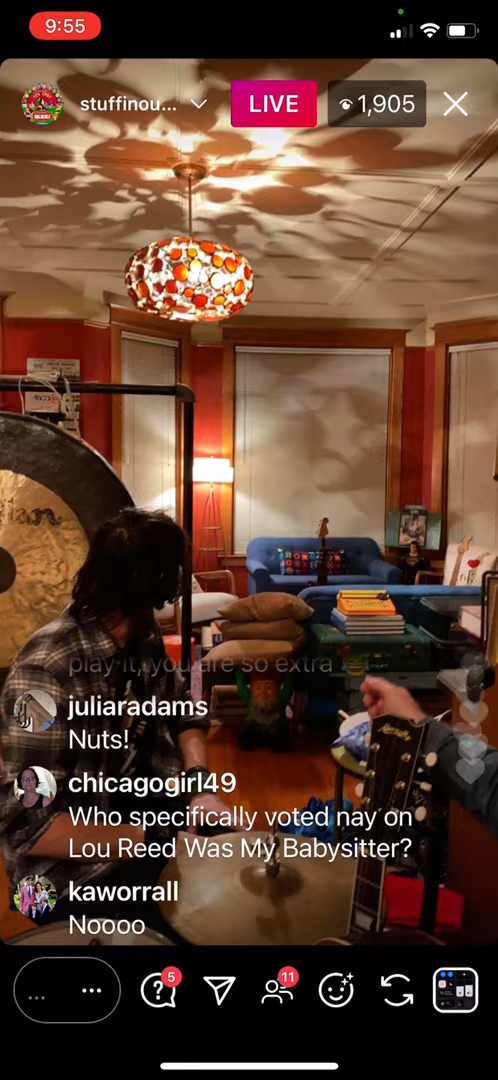 9:55
stuffinou...
LIVE
1,905
play it, you are so extra
juliaradams
Nuts!
chicagogirl49
Who specifically voted nay on
Lou Reed Was My Babysitter?
kaworrall
Noooo
...
...
5
11